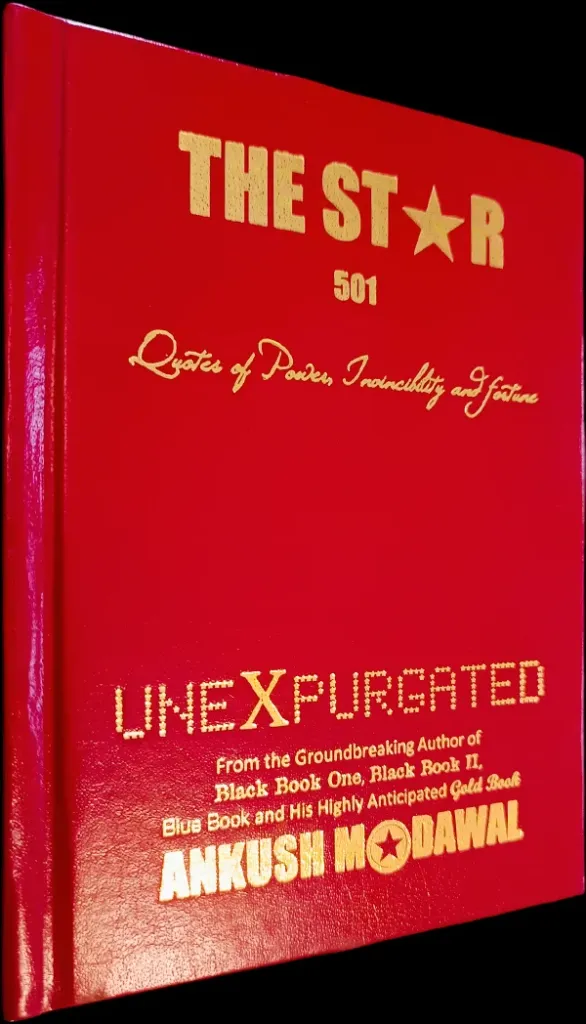 THE ST★R
501
Quotes of Power, Invincibility and Fortune
UNEXPURGATED
From the Groundbreaking Author of
Black Book One, Black Book II,
Blue Book and His Highly Anticipated Gold Book
ANKUSH M★DAWAL